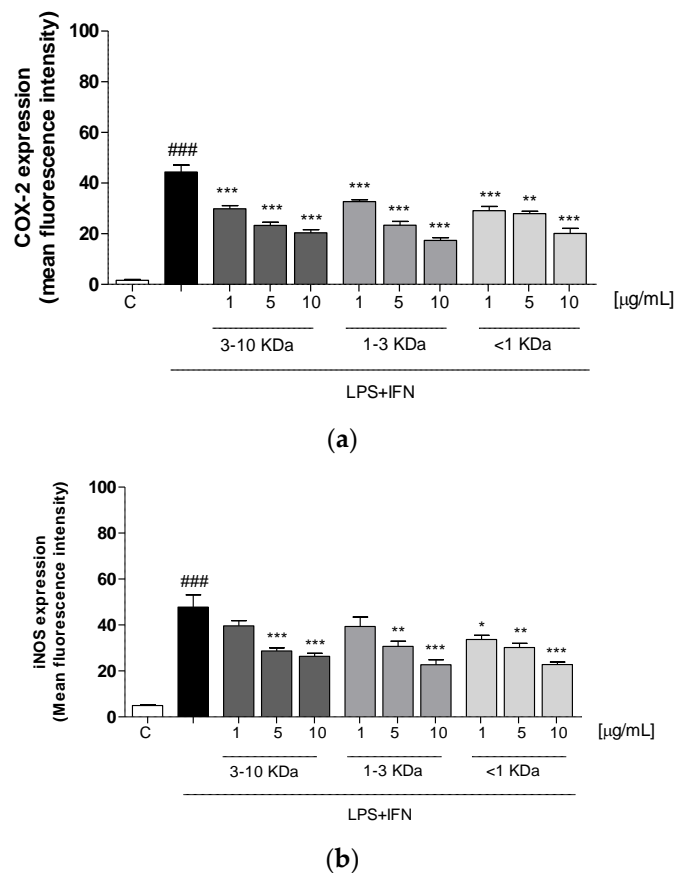 COX-2 expression
(mean fluorescence intensity)
100
80
60
40
20
0
###
*** *** *** *** *** *** *** ** ***
C 1 5 10 1 5 10 1 5 10 [μg/mL]
3-10 KDa 1-3 KDa <1 KDa
LPS+IFN
(a)
iNOS expression
(Mean fluorescence intensity)
100
80
60
40
20
0
###
*** *** ** *** * ** ***
C 1 5 10 1 5 10 1 5 10 [μg/mL]
3-10 KDa 1-3 KDa <1 KDa
LPS+IFN
(b)